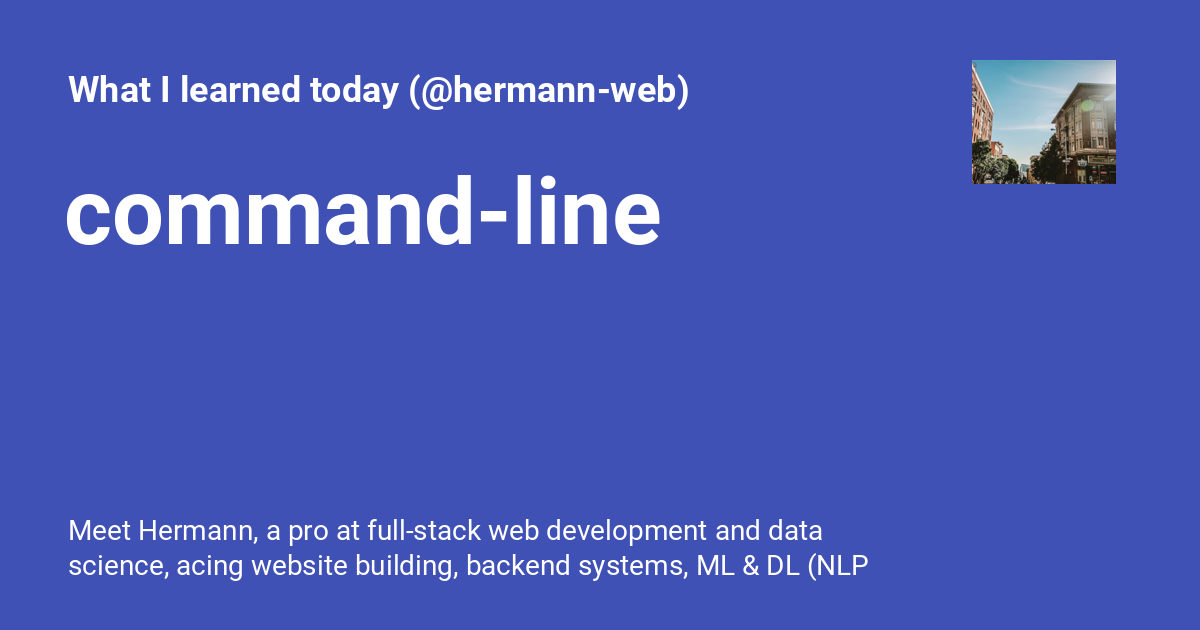 What I learned today (@hermann-web)
command-line
Meet Hermann, a pro at full-stack web development and data
science, acing website building, backend systems, ML & DL (NLP